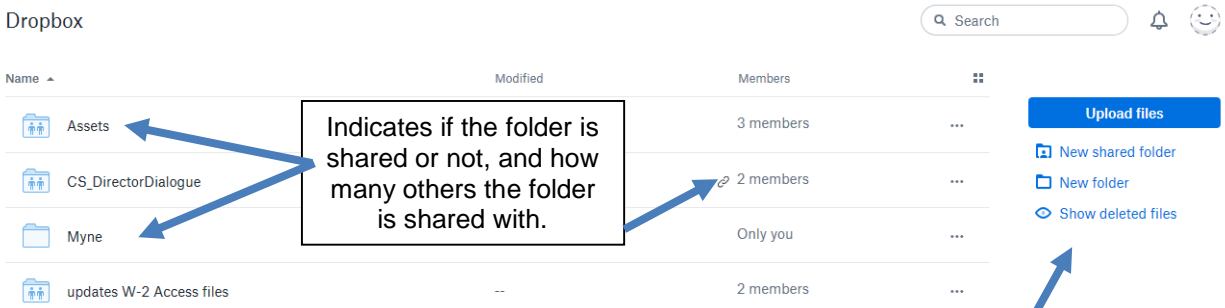 Dropbox
Search
Name Modified Members
Assets 3 members ...
CS_DirectorDialogue 2 members ...
Myne Only you ...
updates W-2 Access files -- 2 members ...
Indicates if the folder is
shared or not, and how
many others the folder
is shared with.
Upload files
New shared folder
New folder
Show deleted files